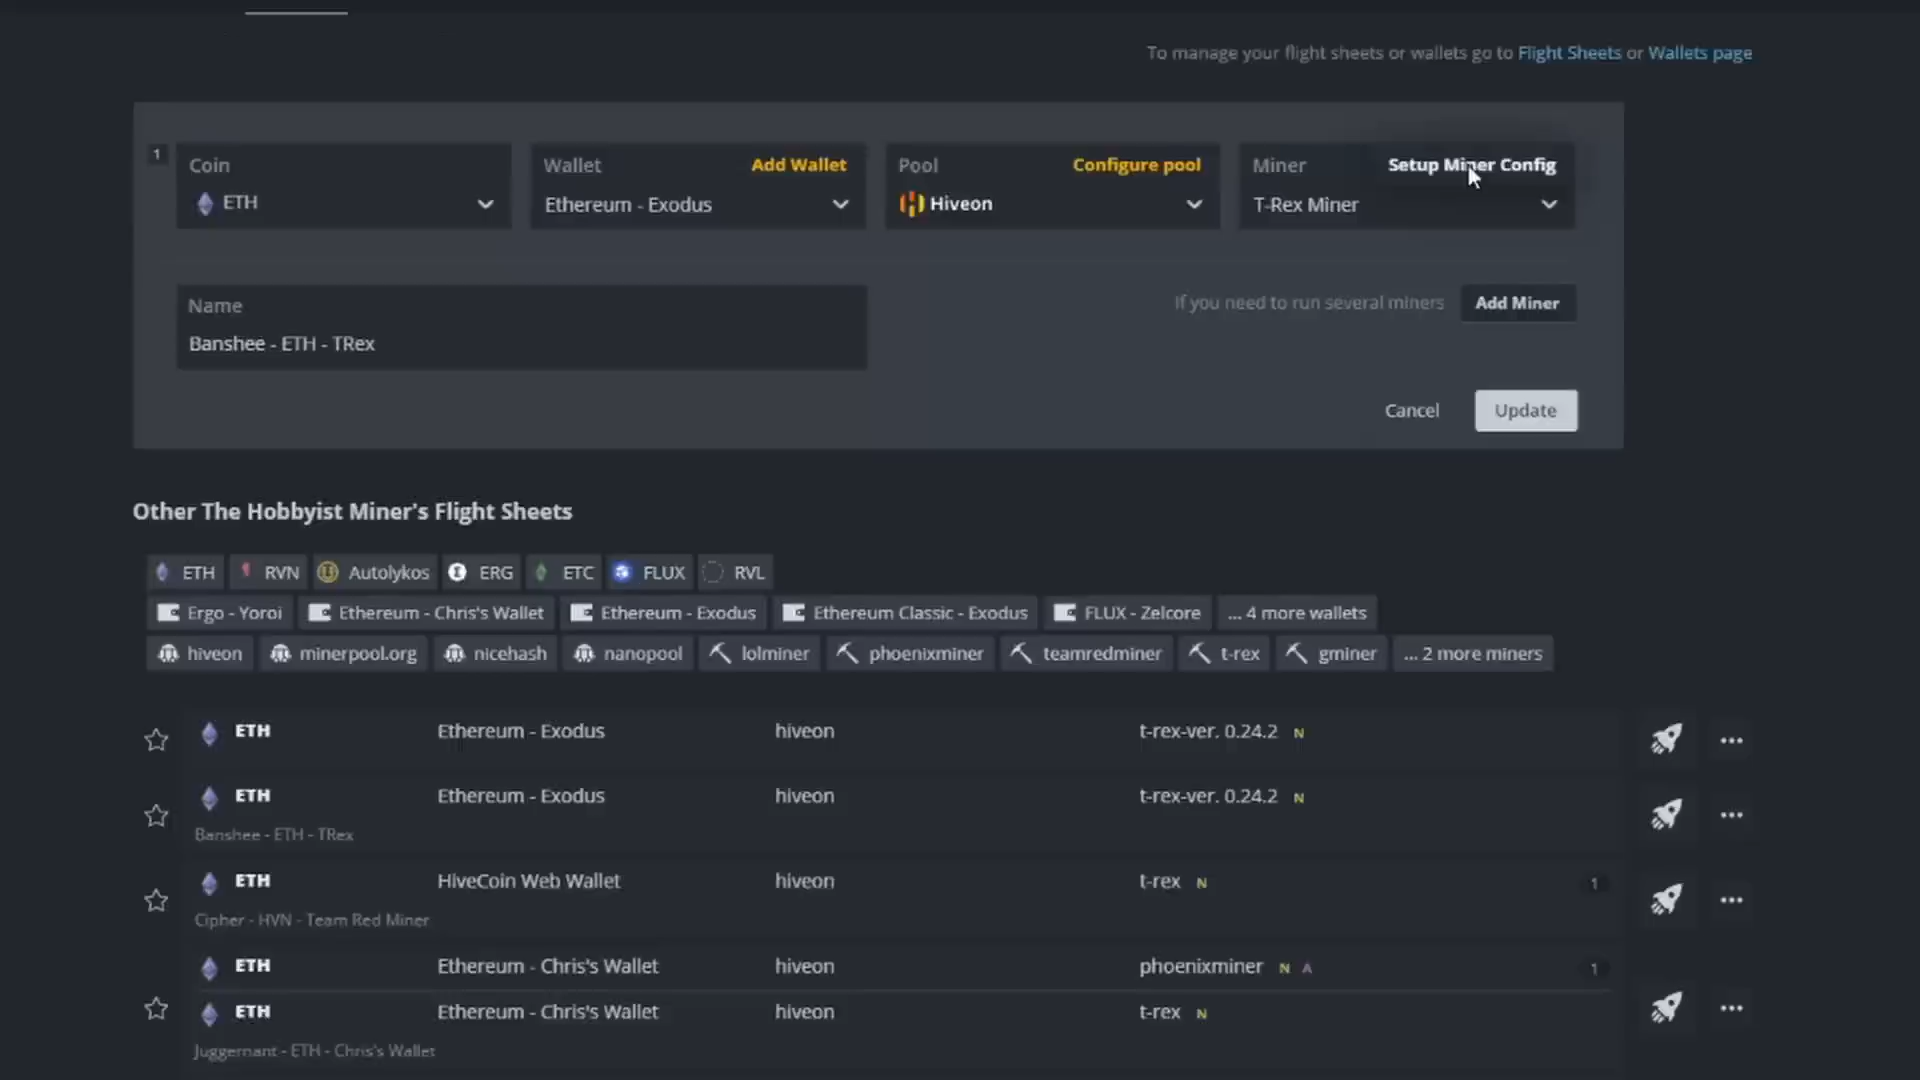 To manage your flight sheets or wallets go to Flight Sheets or Wallets page
1
Coin
ETH
Wallet Add Wallet
Ethereum - Exodus
Pool Configure pool
Hiveon
Miner Setup Miner Config
T-Rex Miner
Name
Banshee - ETH - TRex
If you need to run several miners Add Miner
Cancel Update
Other The Hobbyist Miner's Flight Sheets
ETH RVN Autolykos ERG ETC FLUX RVL
Ergo - Yoroi Ethereum - Chris's Wallet Ethereum - Exodus Ethereum Classic - Exodus FLUX - Zelcore ... 4 more wallets
hiveon minerpool.org nicehash nanopool lolminer phoenixminer teamredminer t-rex gminer ... 2 more miners
ETH Ethereum - Exodus hiveon t-rex-ver. 0.24.2 N
ETH Ethereum - Exodus hiveon t-rex-ver. 0.24.2 N
Banshee - ETH - TRex
ETH HiveCoin Web Wallet hiveon t-rex N 1
Cipher - HVN - Team Red Miner
ETH Ethereum - Chris's Wallet hiveon phoenixminer N A 1
ETH Ethereum - Chris's Wallet hiveon t-rex N
Juggernant - ETH - Chris's Wallet